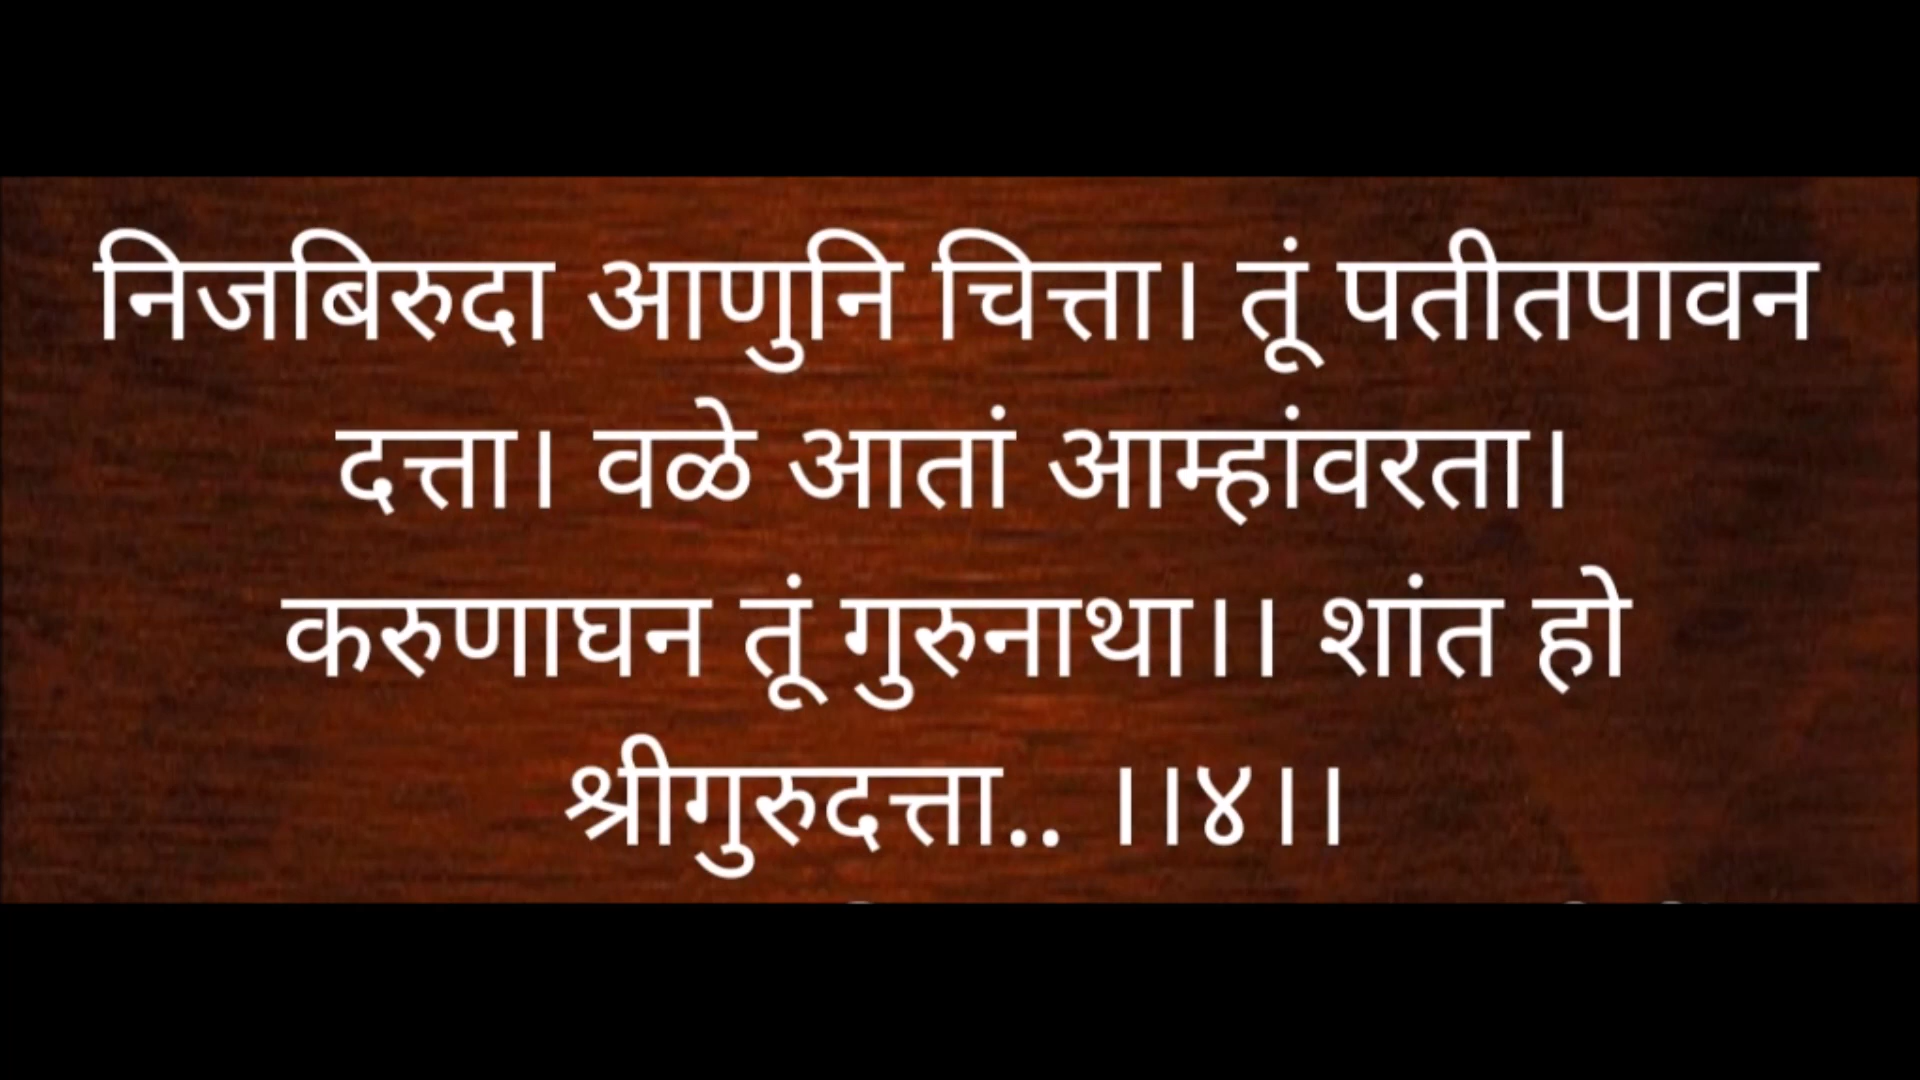 निजबिरुदा आणुनि चित्ता। तूं पतीतपावन
दत्ता। वळे आतां आम्हांवरता।
करुणाघन तूं गुरुनाथा।। शांत हो
श्रीगुरुदत्ता.. ।।४।।